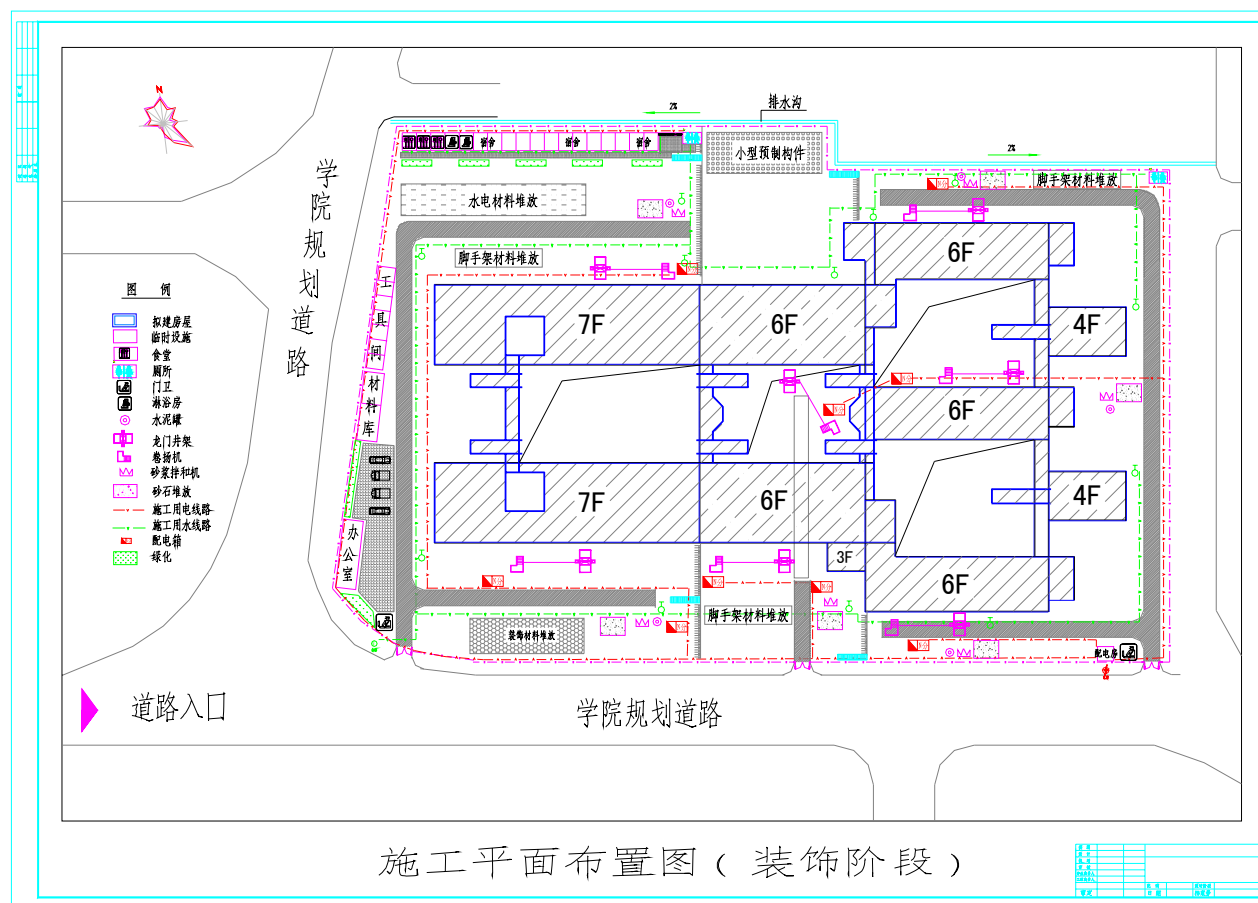 N
2%
排水沟
2%
宿舍
宿舍
宿舍
小型预制构件
脚手架材料堆放
学院规划道路
水电材料堆放
脚手架材料堆放
6F
工具间
材料库
7F
6F
4F
6F
图 例
拟建房屋
临时设施
食堂
厕所
门卫
淋浴房
水泥罐
龙门井架
卷扬机
砂浆拌和机
砂石堆放
施工用电线路
施工用水线路
配电箱
绿化
7F
6F
4F
办公室
3F
6F
脚手架材料堆放
装饰材料堆放
配电房
道路入口
学院规划道路
施工平面布置图（装饰阶段）